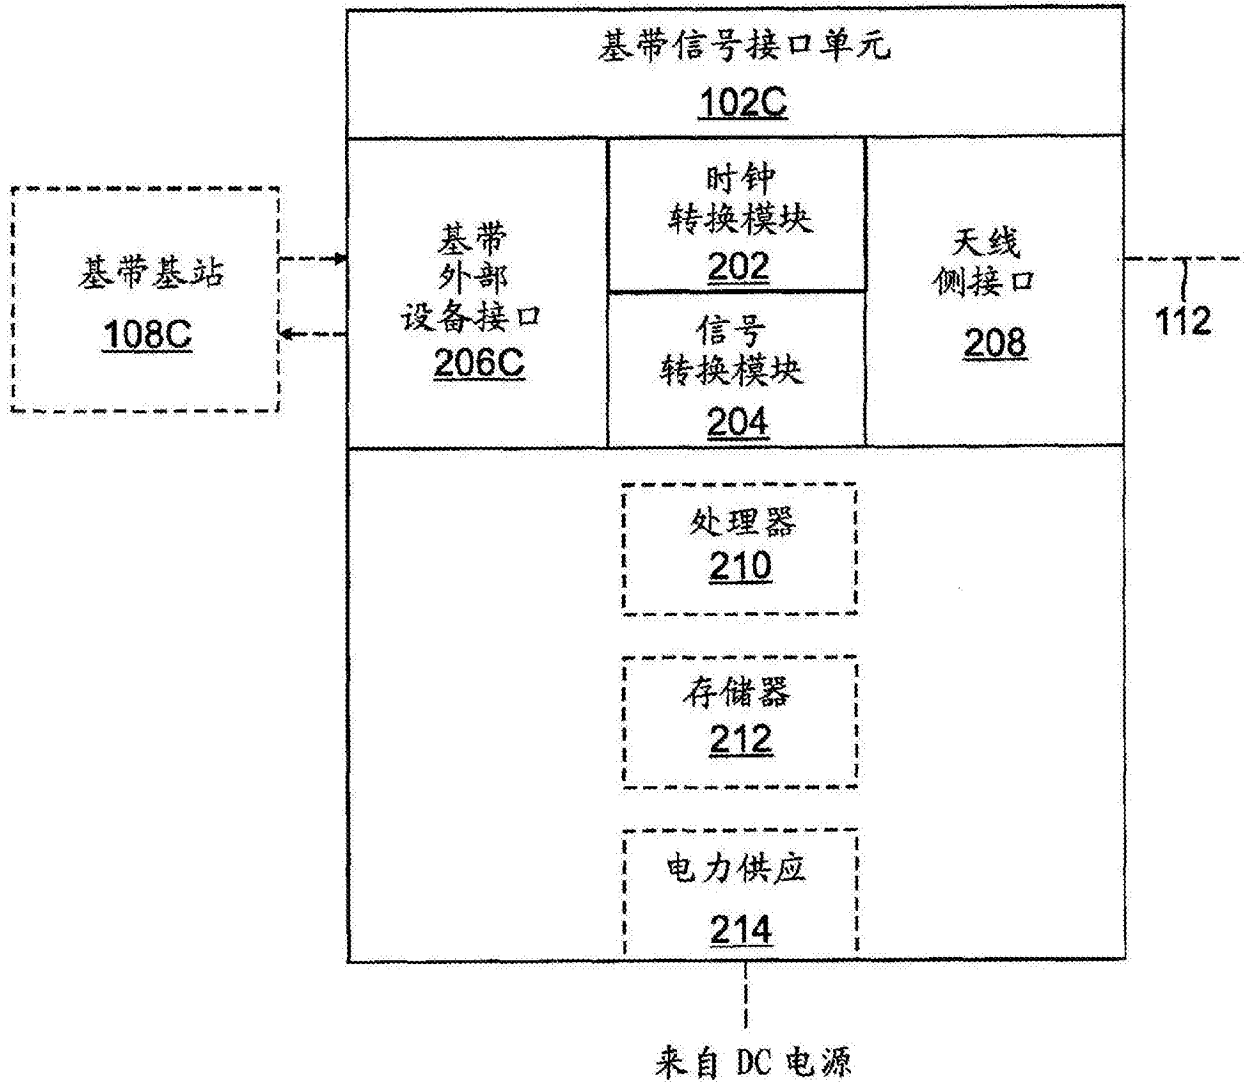 基带信号接口单元
102C
基带基站
108C
基带
外部
设备接口
206C
时钟
转换模块
202
信号
转换模块
204
天线
侧接口
208
112
处理器
210
存储器
212
电力供应
214
来自 DC 电源